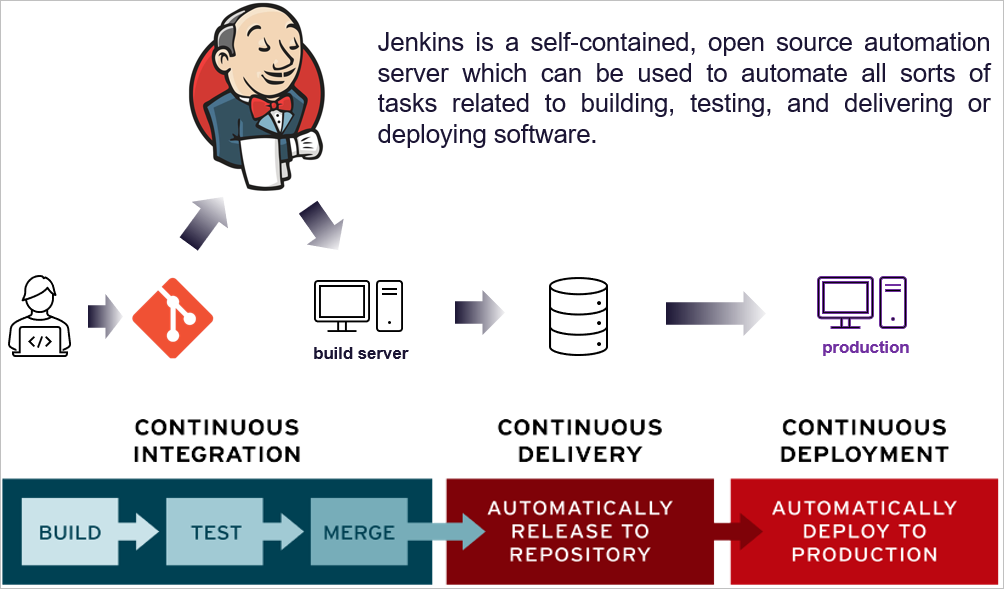 Jenkins is a self-contained, open source automation
server which can be used to automate all sorts of
tasks related to building, testing, and delivering or
deploying software.
</>
build server
production
CONTINUOUS
INTEGRATION
CONTINUOUS
DELIVERY
CONTINUOUS
DEPLOYMENT
BUILD
TEST
MERGE
AUTOMATICALLY
RELEASE TO
REPOSITORY
AUTOMATICALLY
DEPLOY TO
PRODUCTION